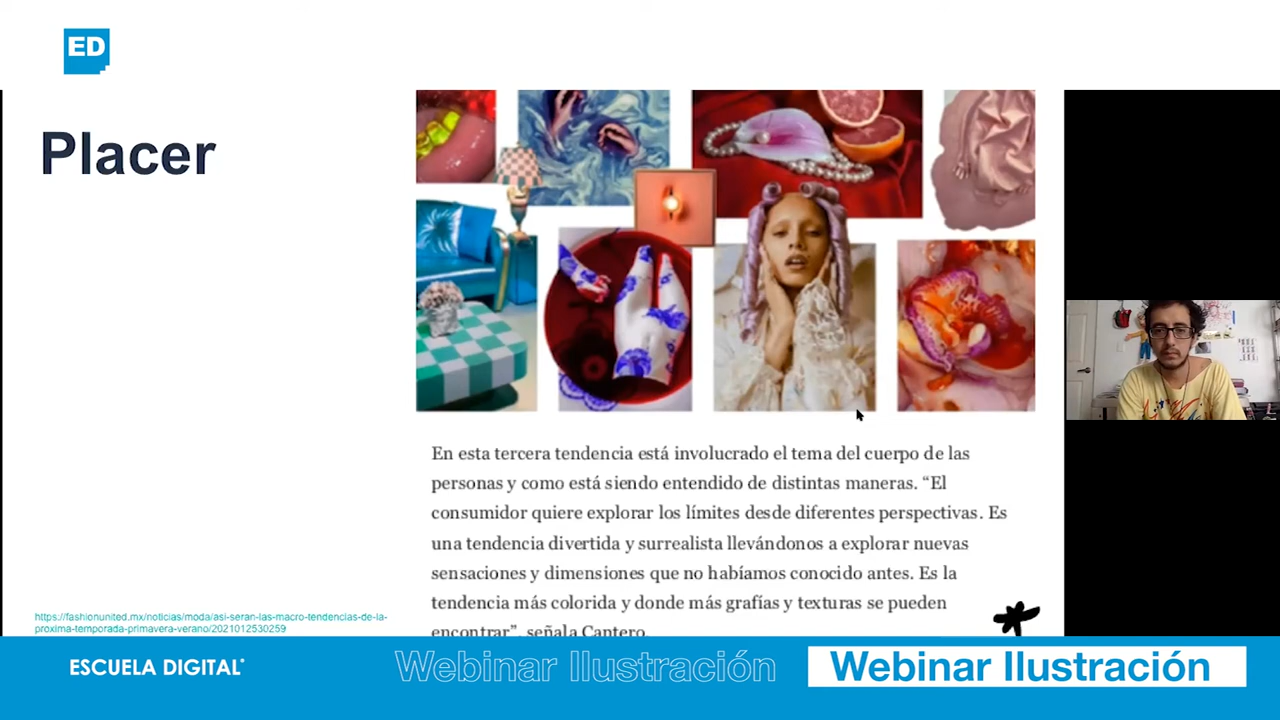 ED
Placer
En esta tercera tendencia está involucrado el tema del cuerpo de las
personas y como está siendo entendido de distintas maneras. “El
consumidor quiere explorar los límites desde diferentes perspectivas. Es
una tendencia divertida y surrealista llevándonos a explorar nuevas
sensaciones y dimensiones que no habíamos conocido antes. Es la
tendencia más colorida y donde más grafías y texturas se pueden
encontrar”, señala Cantero.
https://fashionunited.mx/noticias/moda/asi-seran-las-macro-tendencias-de-la-
proxima-temporada-primavera-verano/2021012530259
ESCUELA DIGITAL
Webinar Ilustración
Webinar Ilustración